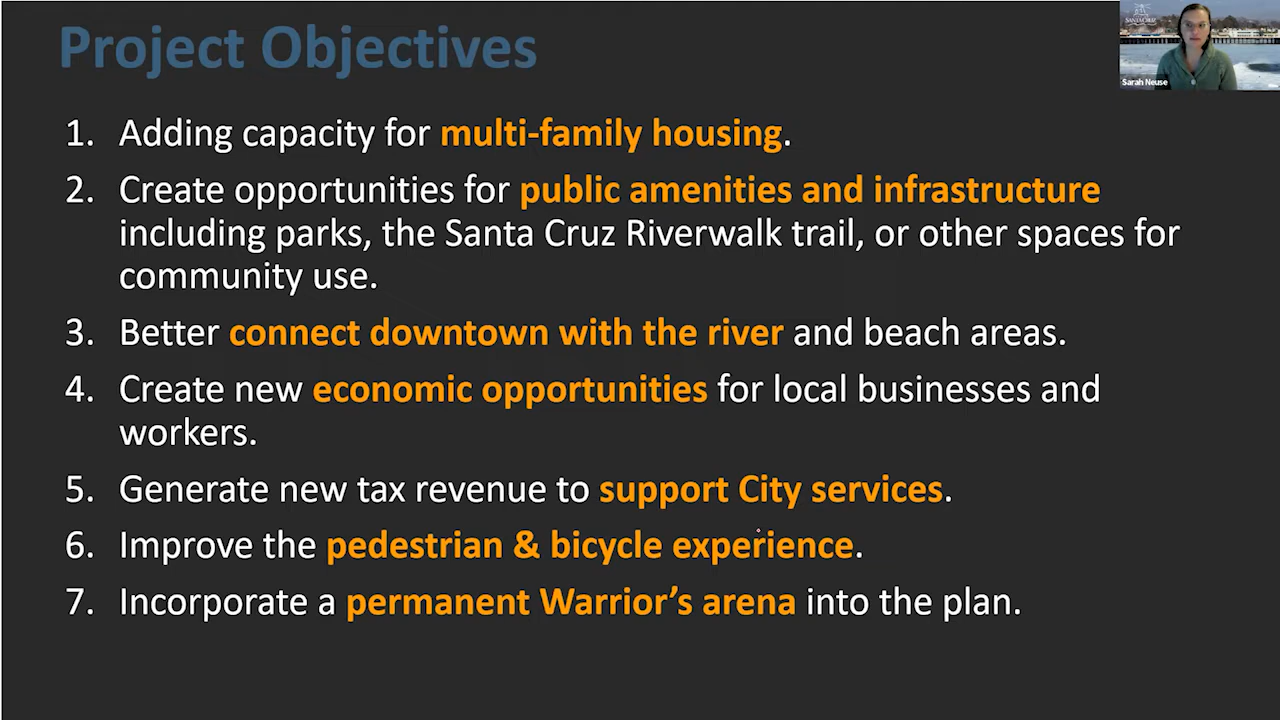 Project Objectives
SANTA CRUZ
Sarah Neuse
1. Adding capacity for multi-family housing.
2. Create opportunities for public amenities and infrastructure
including parks, the Santa Cruz Riverwalk trail, or other spaces for
community use.
3. Better connect downtown with the river and beach areas.
4. Create new economic opportunities for local businesses and
workers.
5. Generate new tax revenue to support City services.
6. Improve the pedestrian & bicycle experience.
7. Incorporate a permanent Warrior’s arena into the plan.